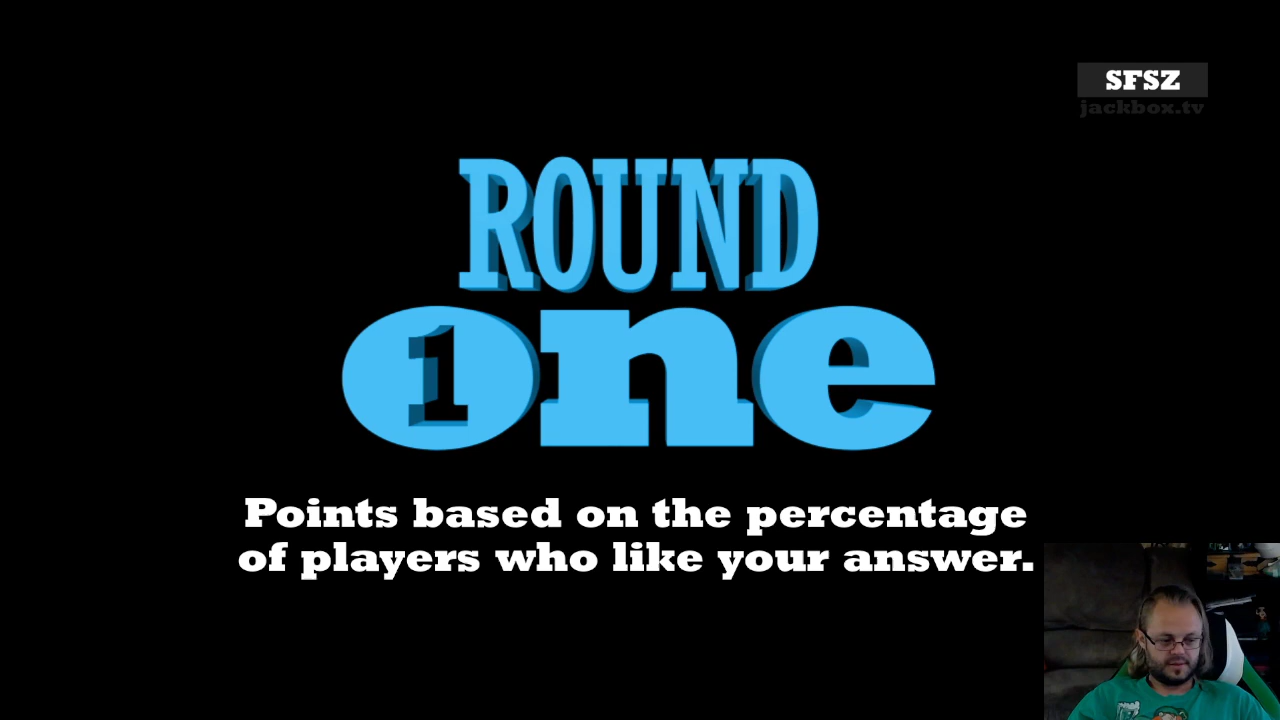 SFSZ
jackbox.tv
ROUND
One
1
Points based on the percentage
of players who like your answer.